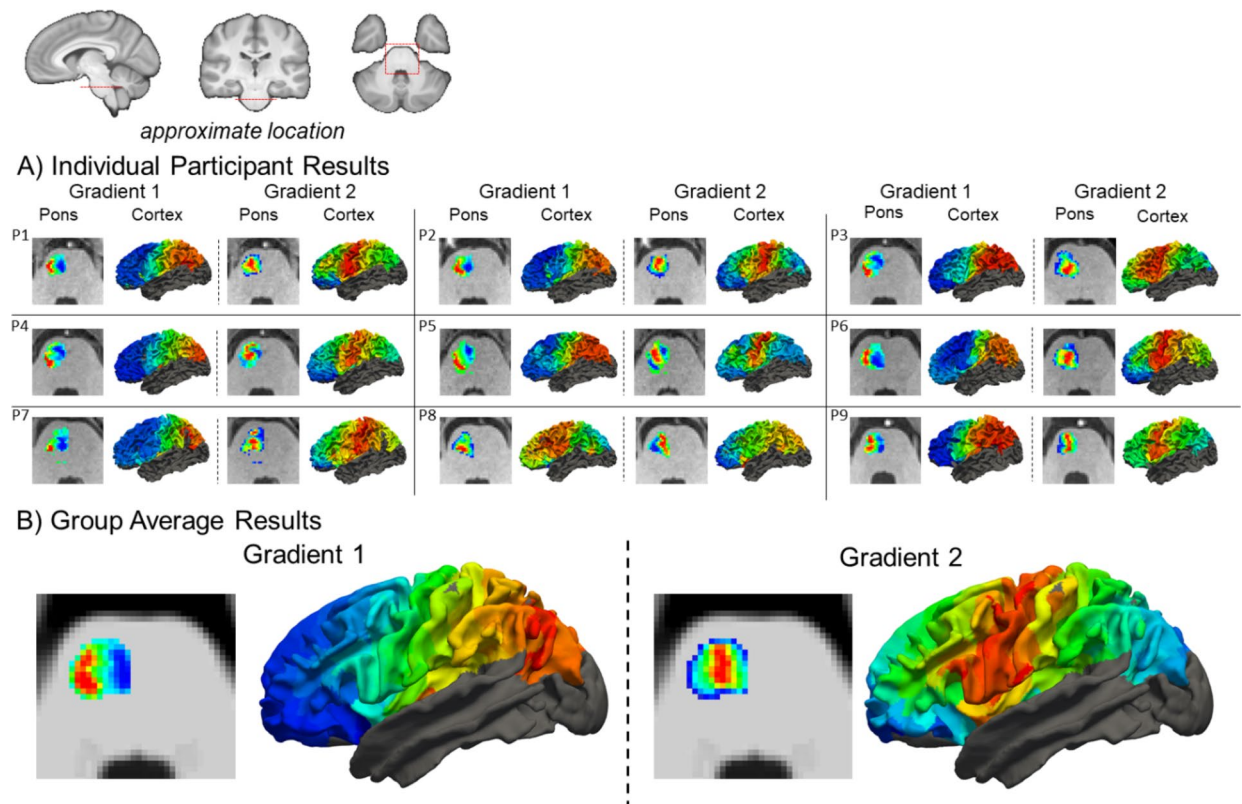 approximate location
A) Individual Participant Results
Gradient 1 Gradient 2 Gradient 1 Gradient 2 Gradient 1 Gradient 2
Pons Cortex Pons Cortex Pons Cortex Pons Cortex Pons Cortex Pons Cortex
P1 P2 P3
P4 P5 P6
P7 P8 P9
B) Group Average Results
Gradient 1 Gradient 2